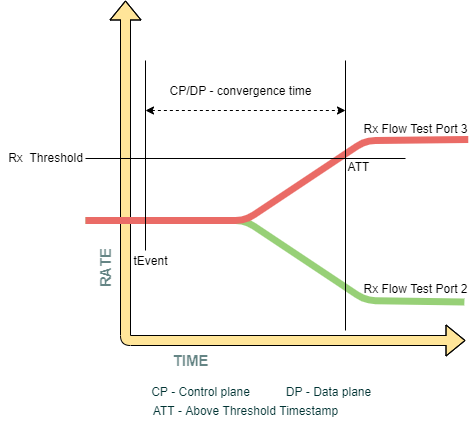 CP/DP - convergence time
Rx Flow Test Port 3
Rx Threshold
ATT
tEvent
RATE
Rx Flow Test Port 2
TIME
CP - Control plane DP - Data plane
ATT - Above Threshold Timestamp